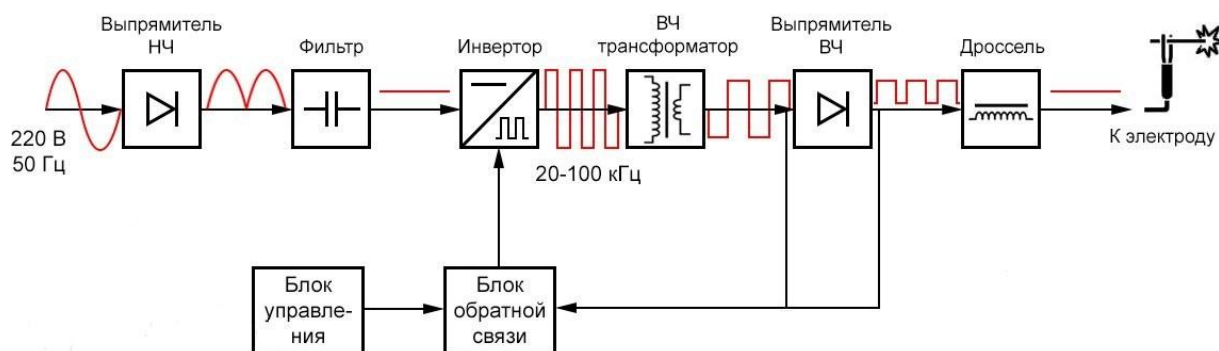 Выпрямитель
НЧ
Фильтр
Инвертор
ВЧ
трансформатор
Выпрямитель
ВЧ
Дроссель
220 В
50 Гц
20-100 кГц
К электроду
Блок
управле-
ния
Блок
обратной
связи